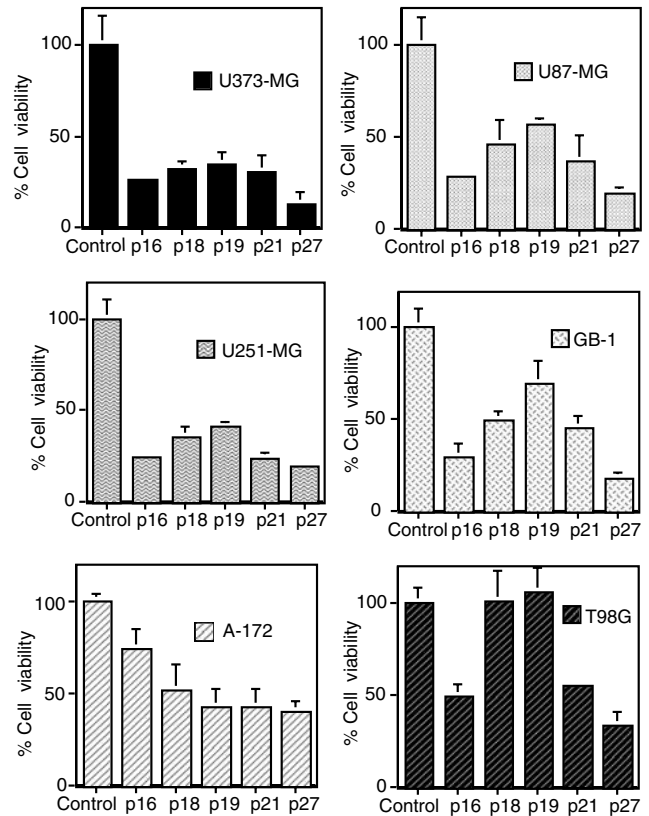 % Cell viability
100
50
0
U373-MG
Control p16 p18 p19 p21 p27
% Cell viability
100
50
0
U87-MG
Control p16 p18 p19 p21 p27
% Cell viability
100
50
0
U251-MG
Control p16 p18 p19 p21 p27
% Cell viability
100
50
0
GB-1
Control p16 p18 p19 p21 p27
% Cell viability
100
50
0
A-172
Control p16 p18 p19 p21 p27
% Cell viability
100
50
0
T98G
Control p16 p18 p19 p21 p27